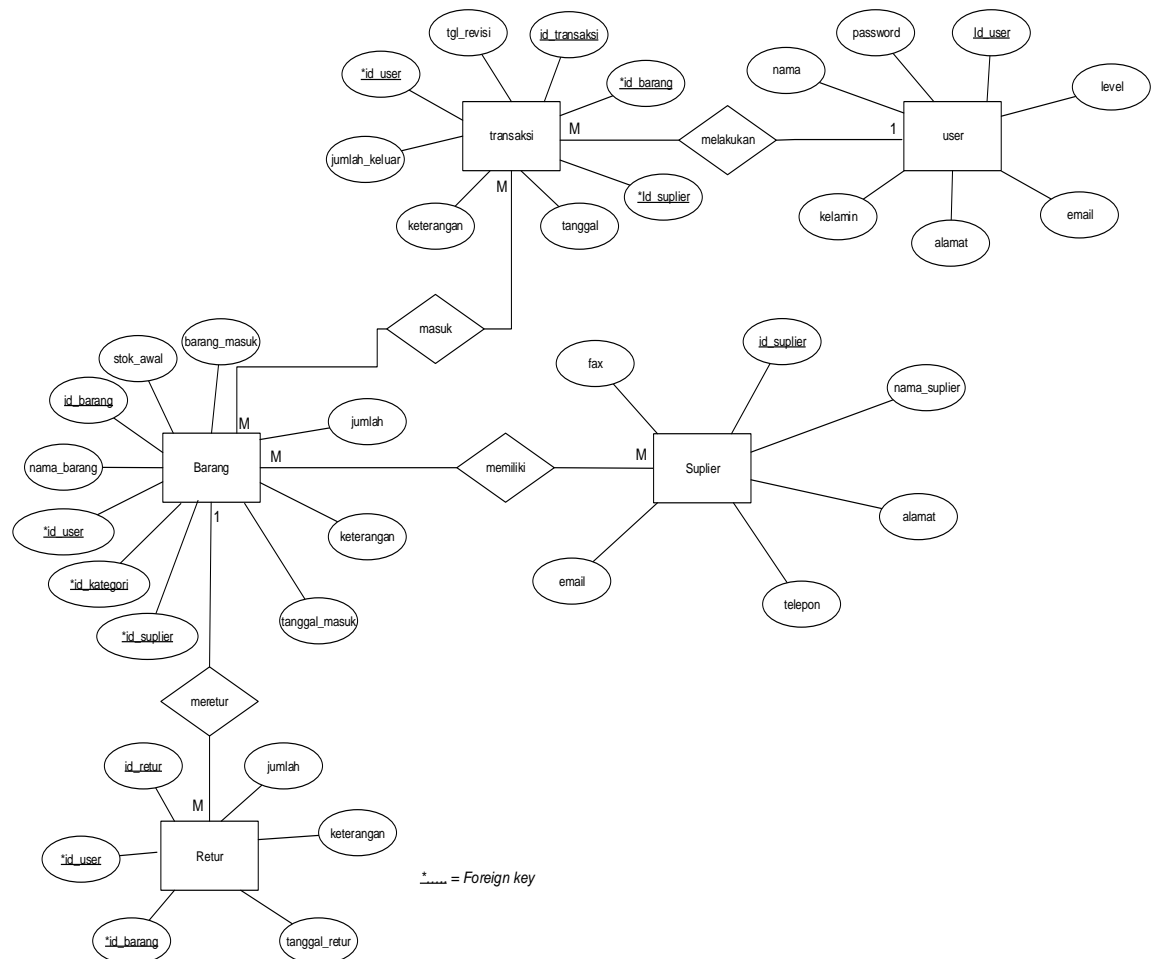 tgl_revisi
id_transaksi
*id_user
*id_barang
transaksi
jumlah_keluar
keterangan
tanggal
*Id_suplier
M
M
melakukan
1
password
Id_user
nama
level
user
kelamin
alamat
email
masuk
barang_masuk
stok_awal
id_barang
nama_barang
*id_user
*id_kategori
*id_suplier
M
jumlah
Barang
M
1
keterangan
tanggal_masuk
memiliki
M
fax
id_suplier
nama_suplier
Suplier
alamat
email
telepon
meretur
id_retur
jumlah
M
keterangan
Retur
*id_user
*id_barang
tanggal_retur
*..... = Foreign key